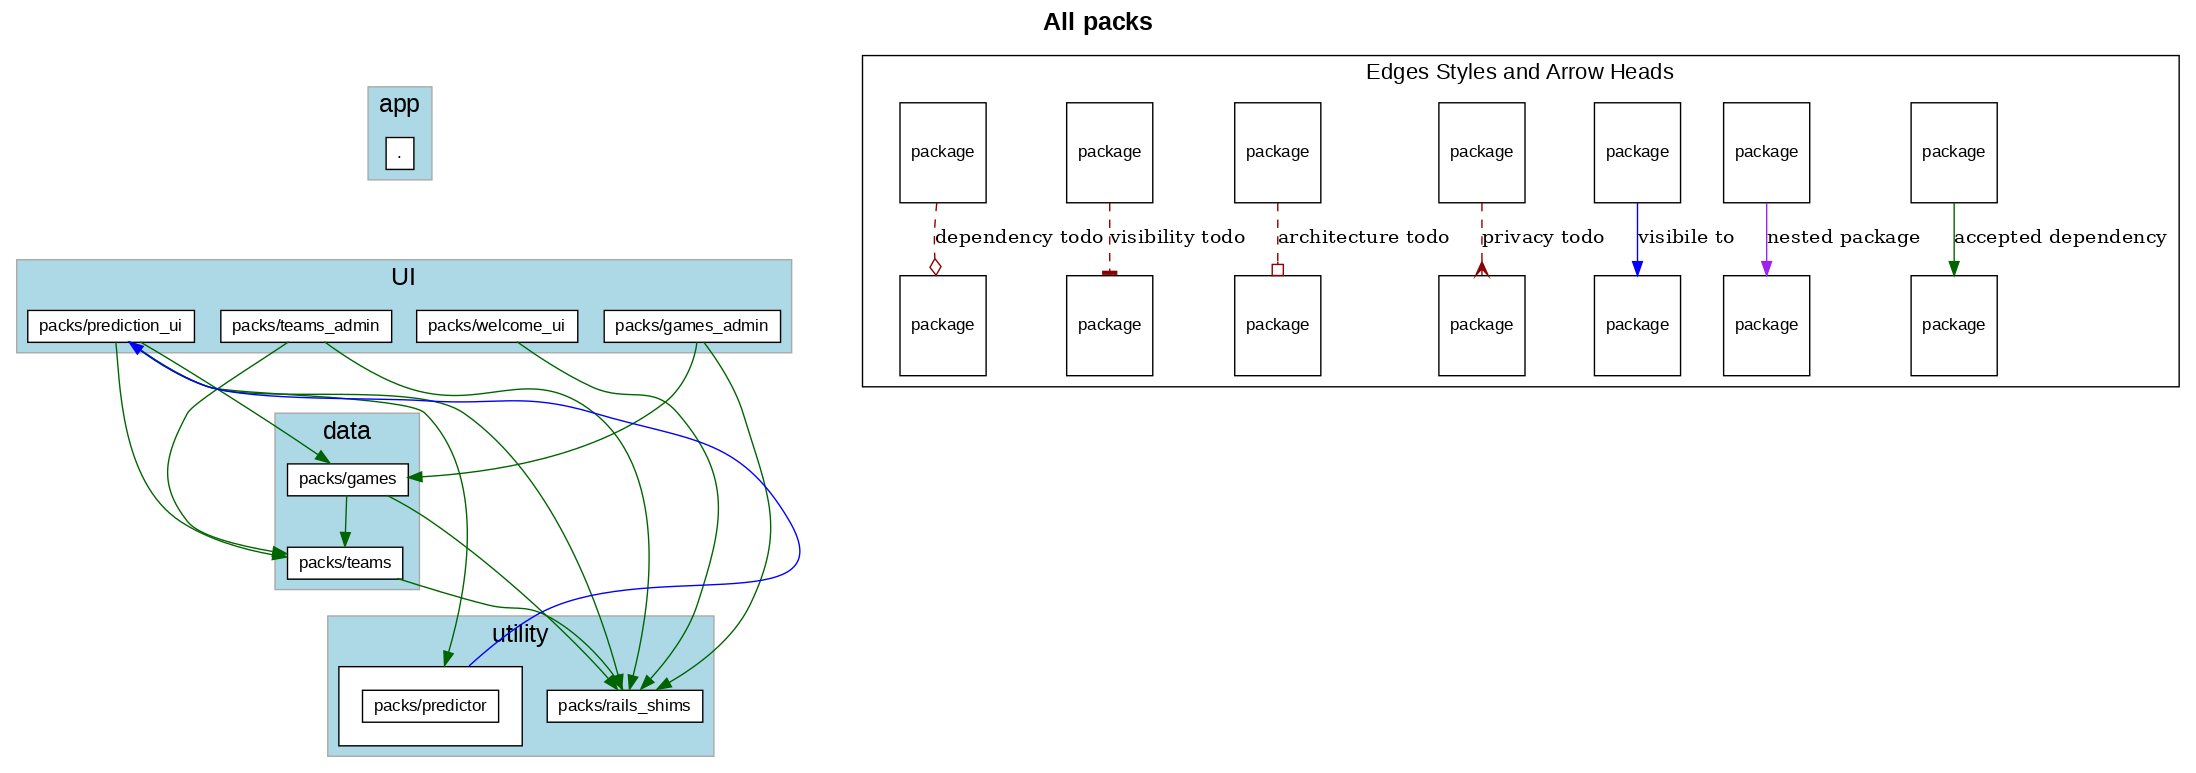 All packs
Edges Styles and Arrow Heads
app
.
package package package package package package package
dependency todo visibility todo architecture todo privacy todo visibile to nested package accepted dependency
package package package package package package package
UI
packs/prediction_ui packs/teams_admin packs/welcome_ui packs/games_admin
data
packs/games
packs/teams
utility
packs/predictor packs/rails_shims